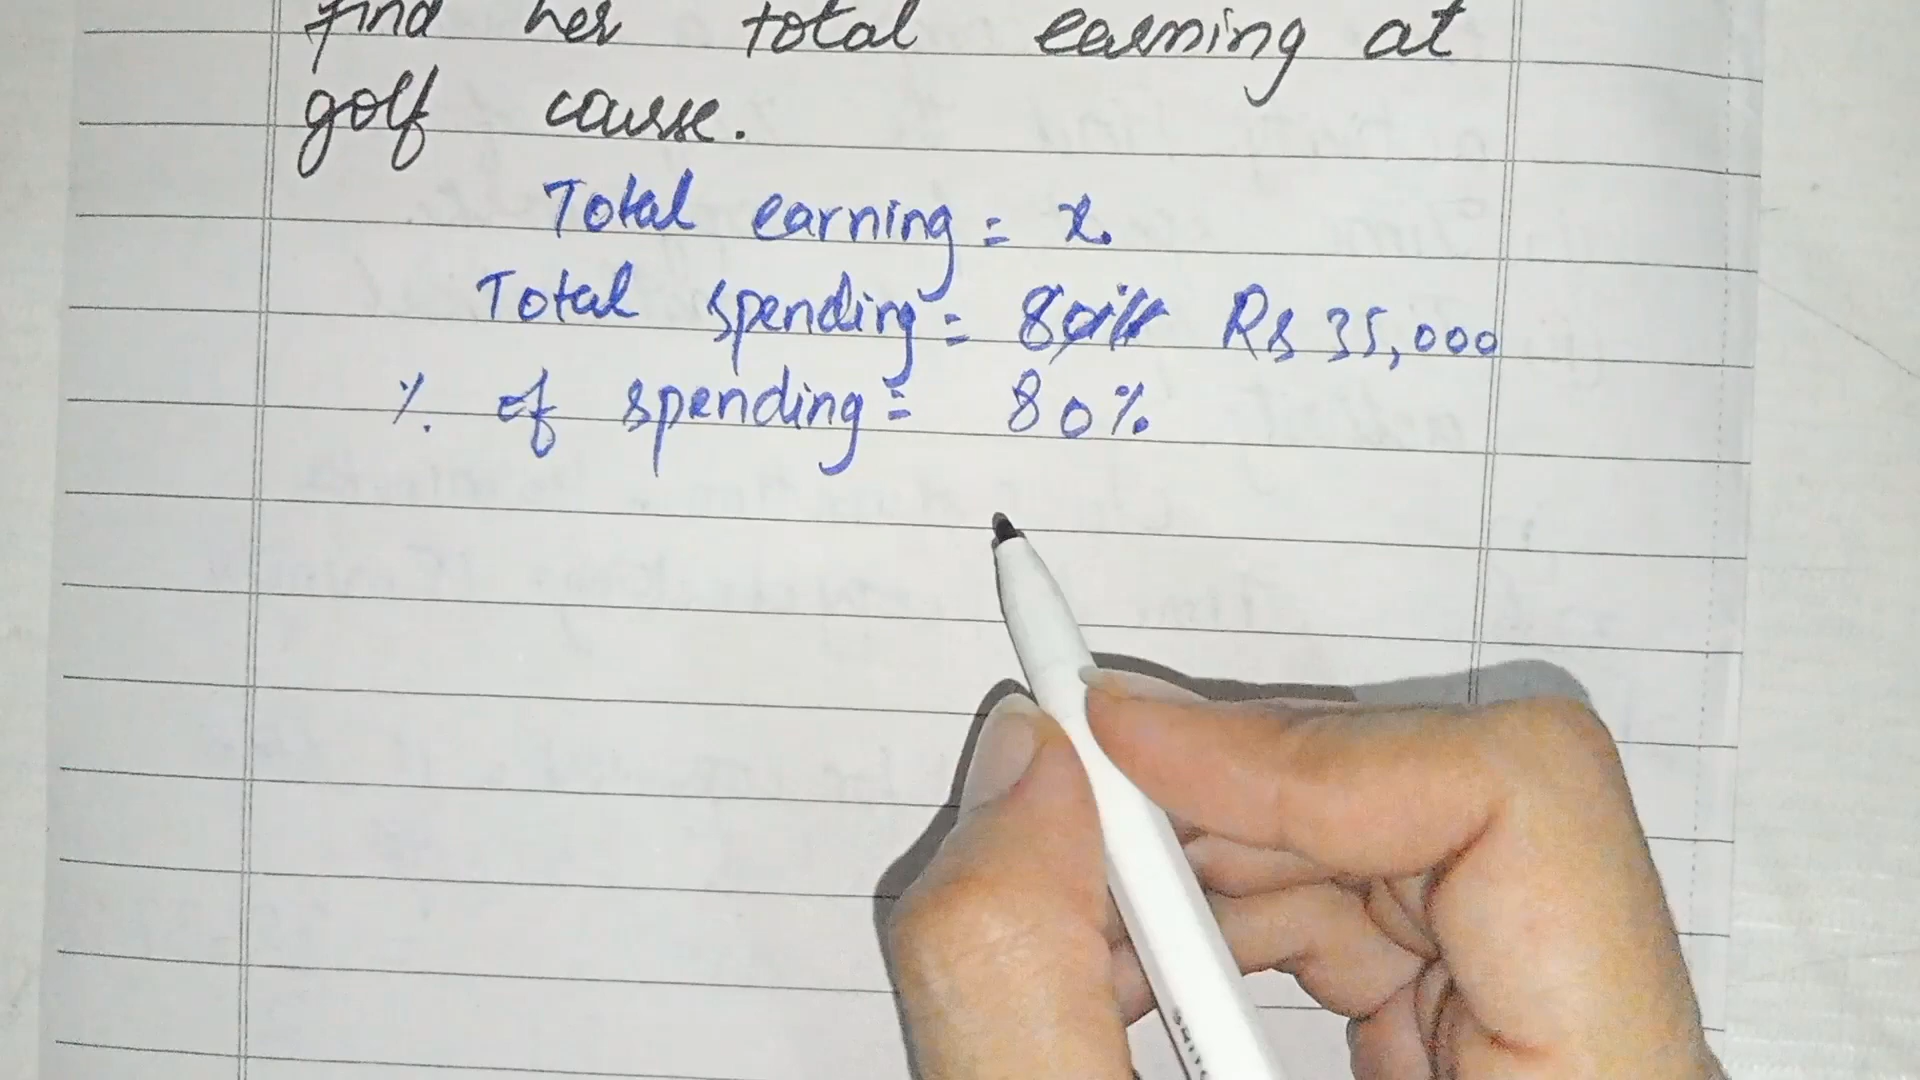 find her total earning at
golf course.
Total earning = x.
Total spending = Rs 35,000
% of spending = 80%